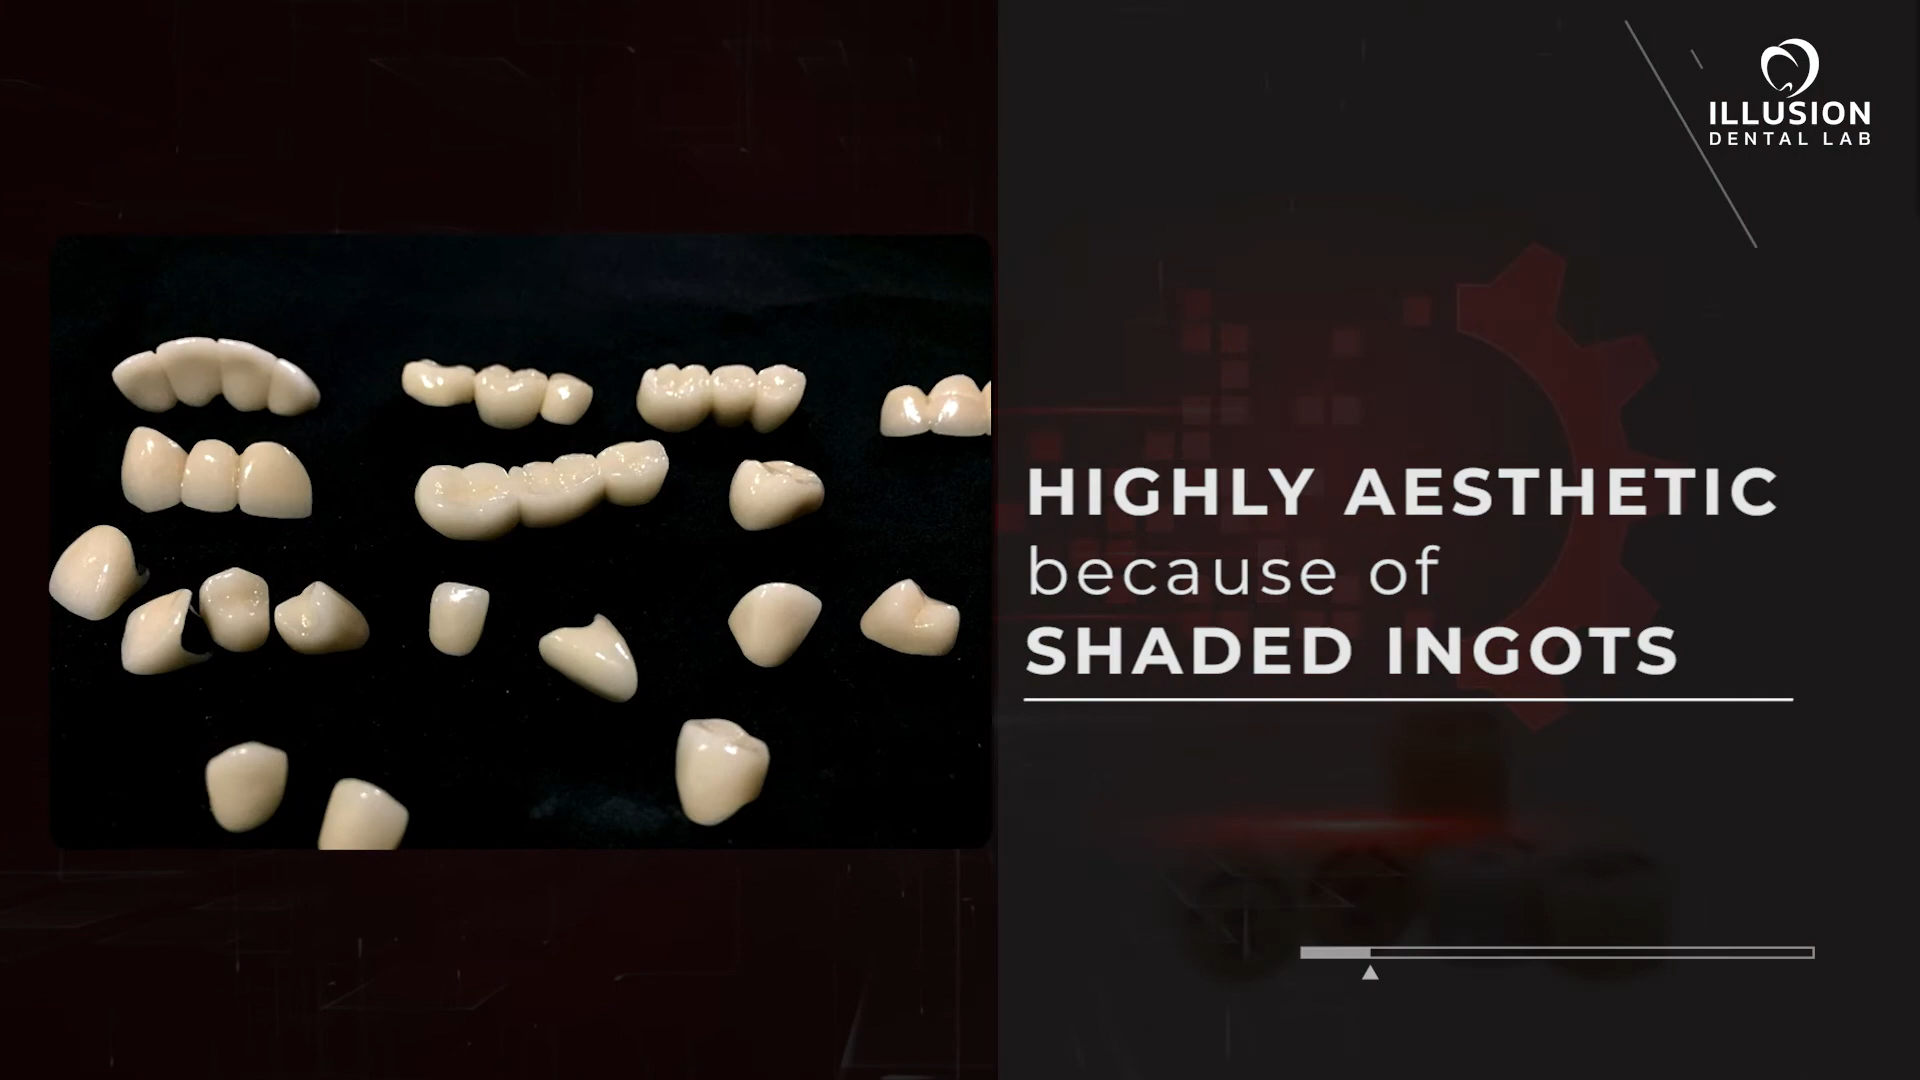 ILLUSION
DENTAL LAB
HIGHLY AESTHETIC
because of
SHADED INGOTS